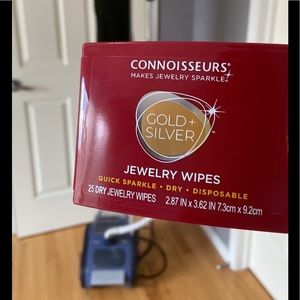 CONNOISSEURS
MAKES JEWELRY SPARKLE
GOLD+
SILVER
JEWELRY WIPES
QUICK SPARKLE • DRY • DISPOSABLE
25 DRY JEWELRY WIPES 2.87 IN x 3.62 IN 7.3cm x 9.2cm